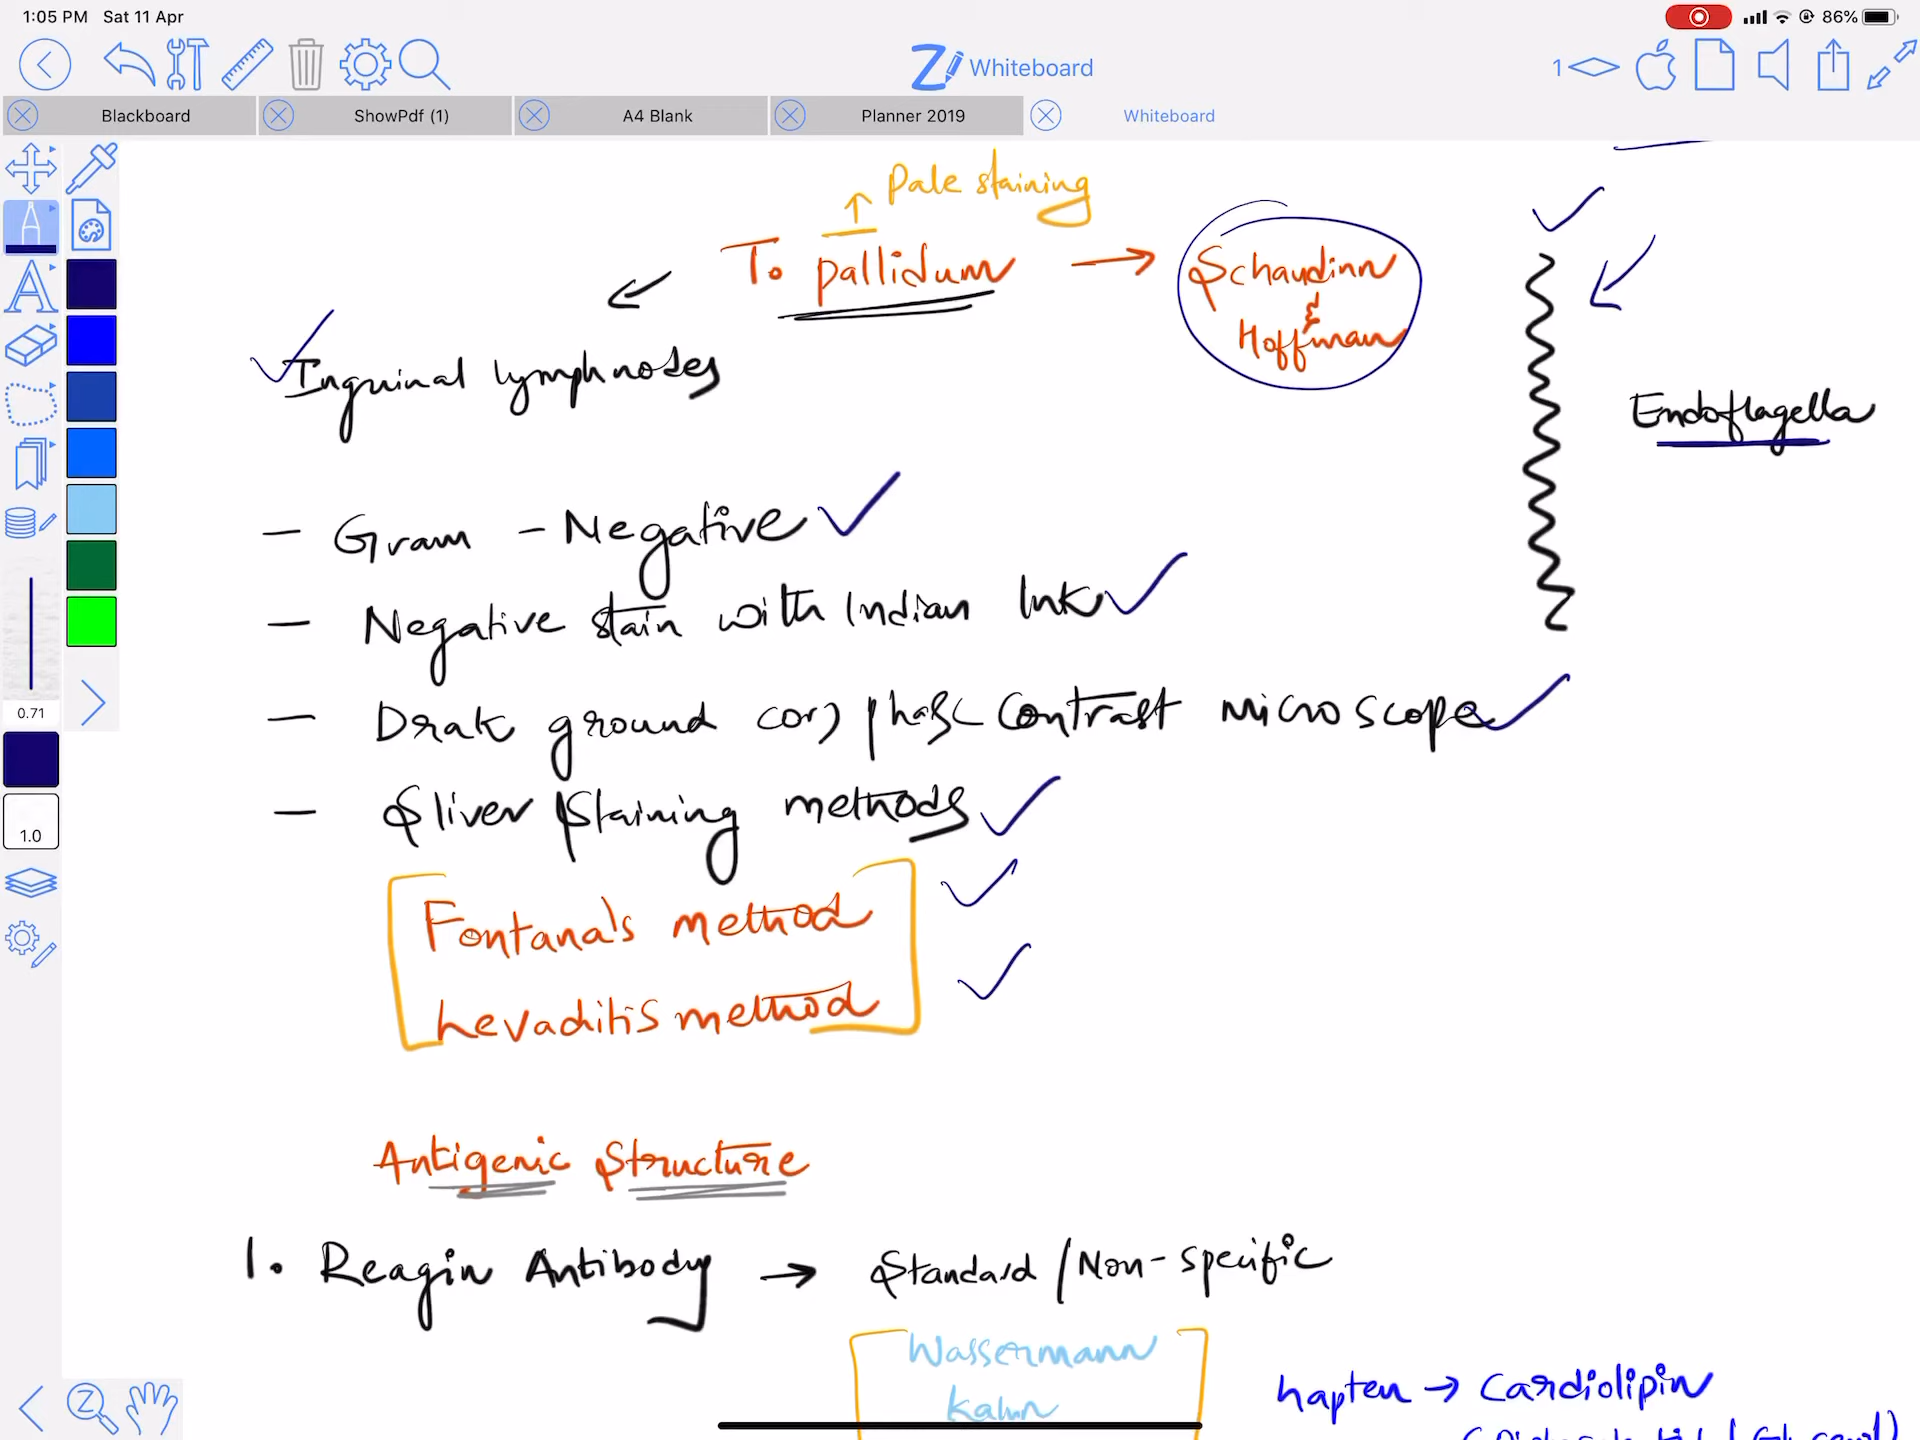 1:05 PM Sat 11 Apr
86%
Whiteboard
1
Blackboard
ShowPdf (1)
A4 Blank
Planner 2019
Whiteboard
Pale staining
T. pallidum → Schaudinn
&
Hoffman
Inguinal lymphnodes
Endoflagella
- Gram - Negative
- Negative stain with Indian Ink
- Drak ground (or) phase contrast microscope
- Sliver staining methods
Fontana's method
Levaditis method
0.71
1.0
Antigenic structure
1. Reagin Antibody → Standard / Non-specific
Wassermann
Kahn
hapten → Cardiolipin